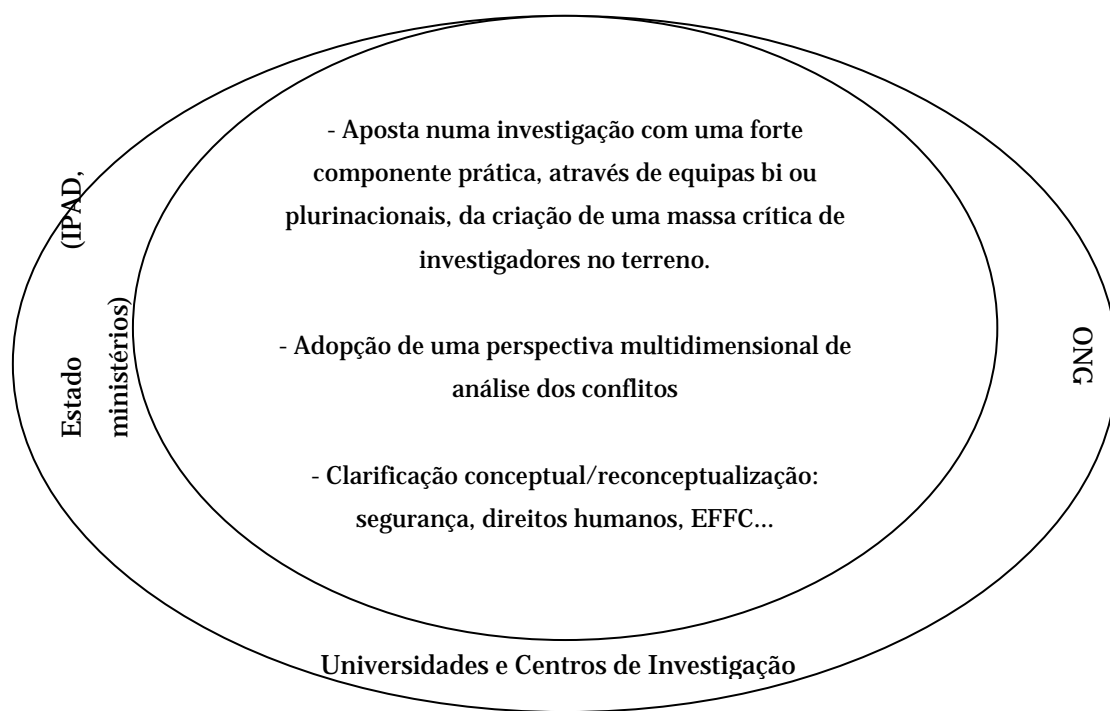 - Aposta numa investigação com uma forte
componente prática, através de equipas bi ou
plurinacionais, da criação de uma massa crítica de
investigadores no terreno.
- Adopção de uma perspectiva multidimensional de
análise dos conflitos
- Clarificação conceptual/reconceptualização:
segurança, direitos humanos, EFFC...
Estado (IPAD,
ministérios)
ONG
Universidades e Centros de Investigação